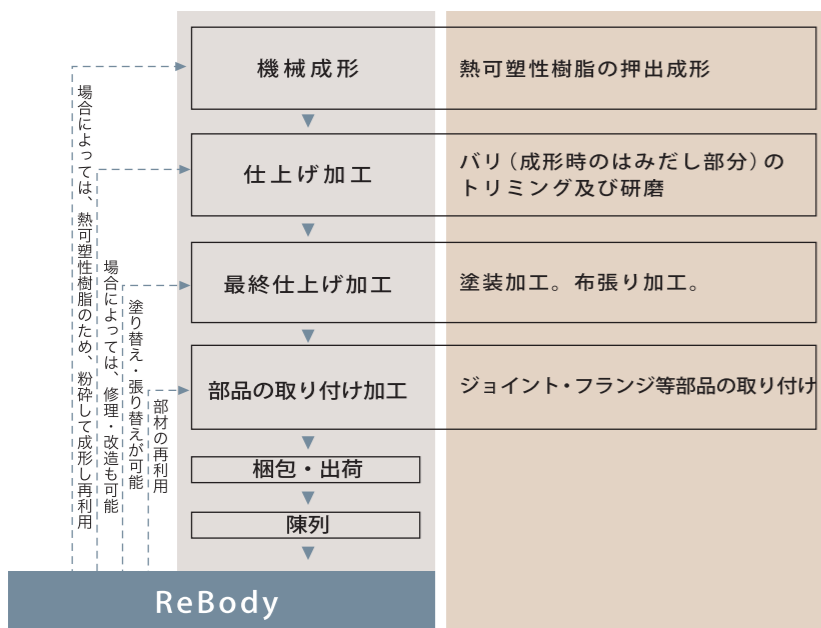 機械成形
熱可塑性樹脂の押出成形
仕上げ加工
バリ（成形時のはみだし部分）の
トリミング及び研磨
最終仕上げ加工
塗装加工。布張り加工。
部品の取り付け加工
ジョイント・フランジ等部品の取り付け
梱包・出荷
陳列
場合によっては、熱可塑性樹脂のため、粉砕して成形し再利用
場合によっては、修理・改造も可能
塗り替え・張り替えが可能
部材の再利用
ReBody